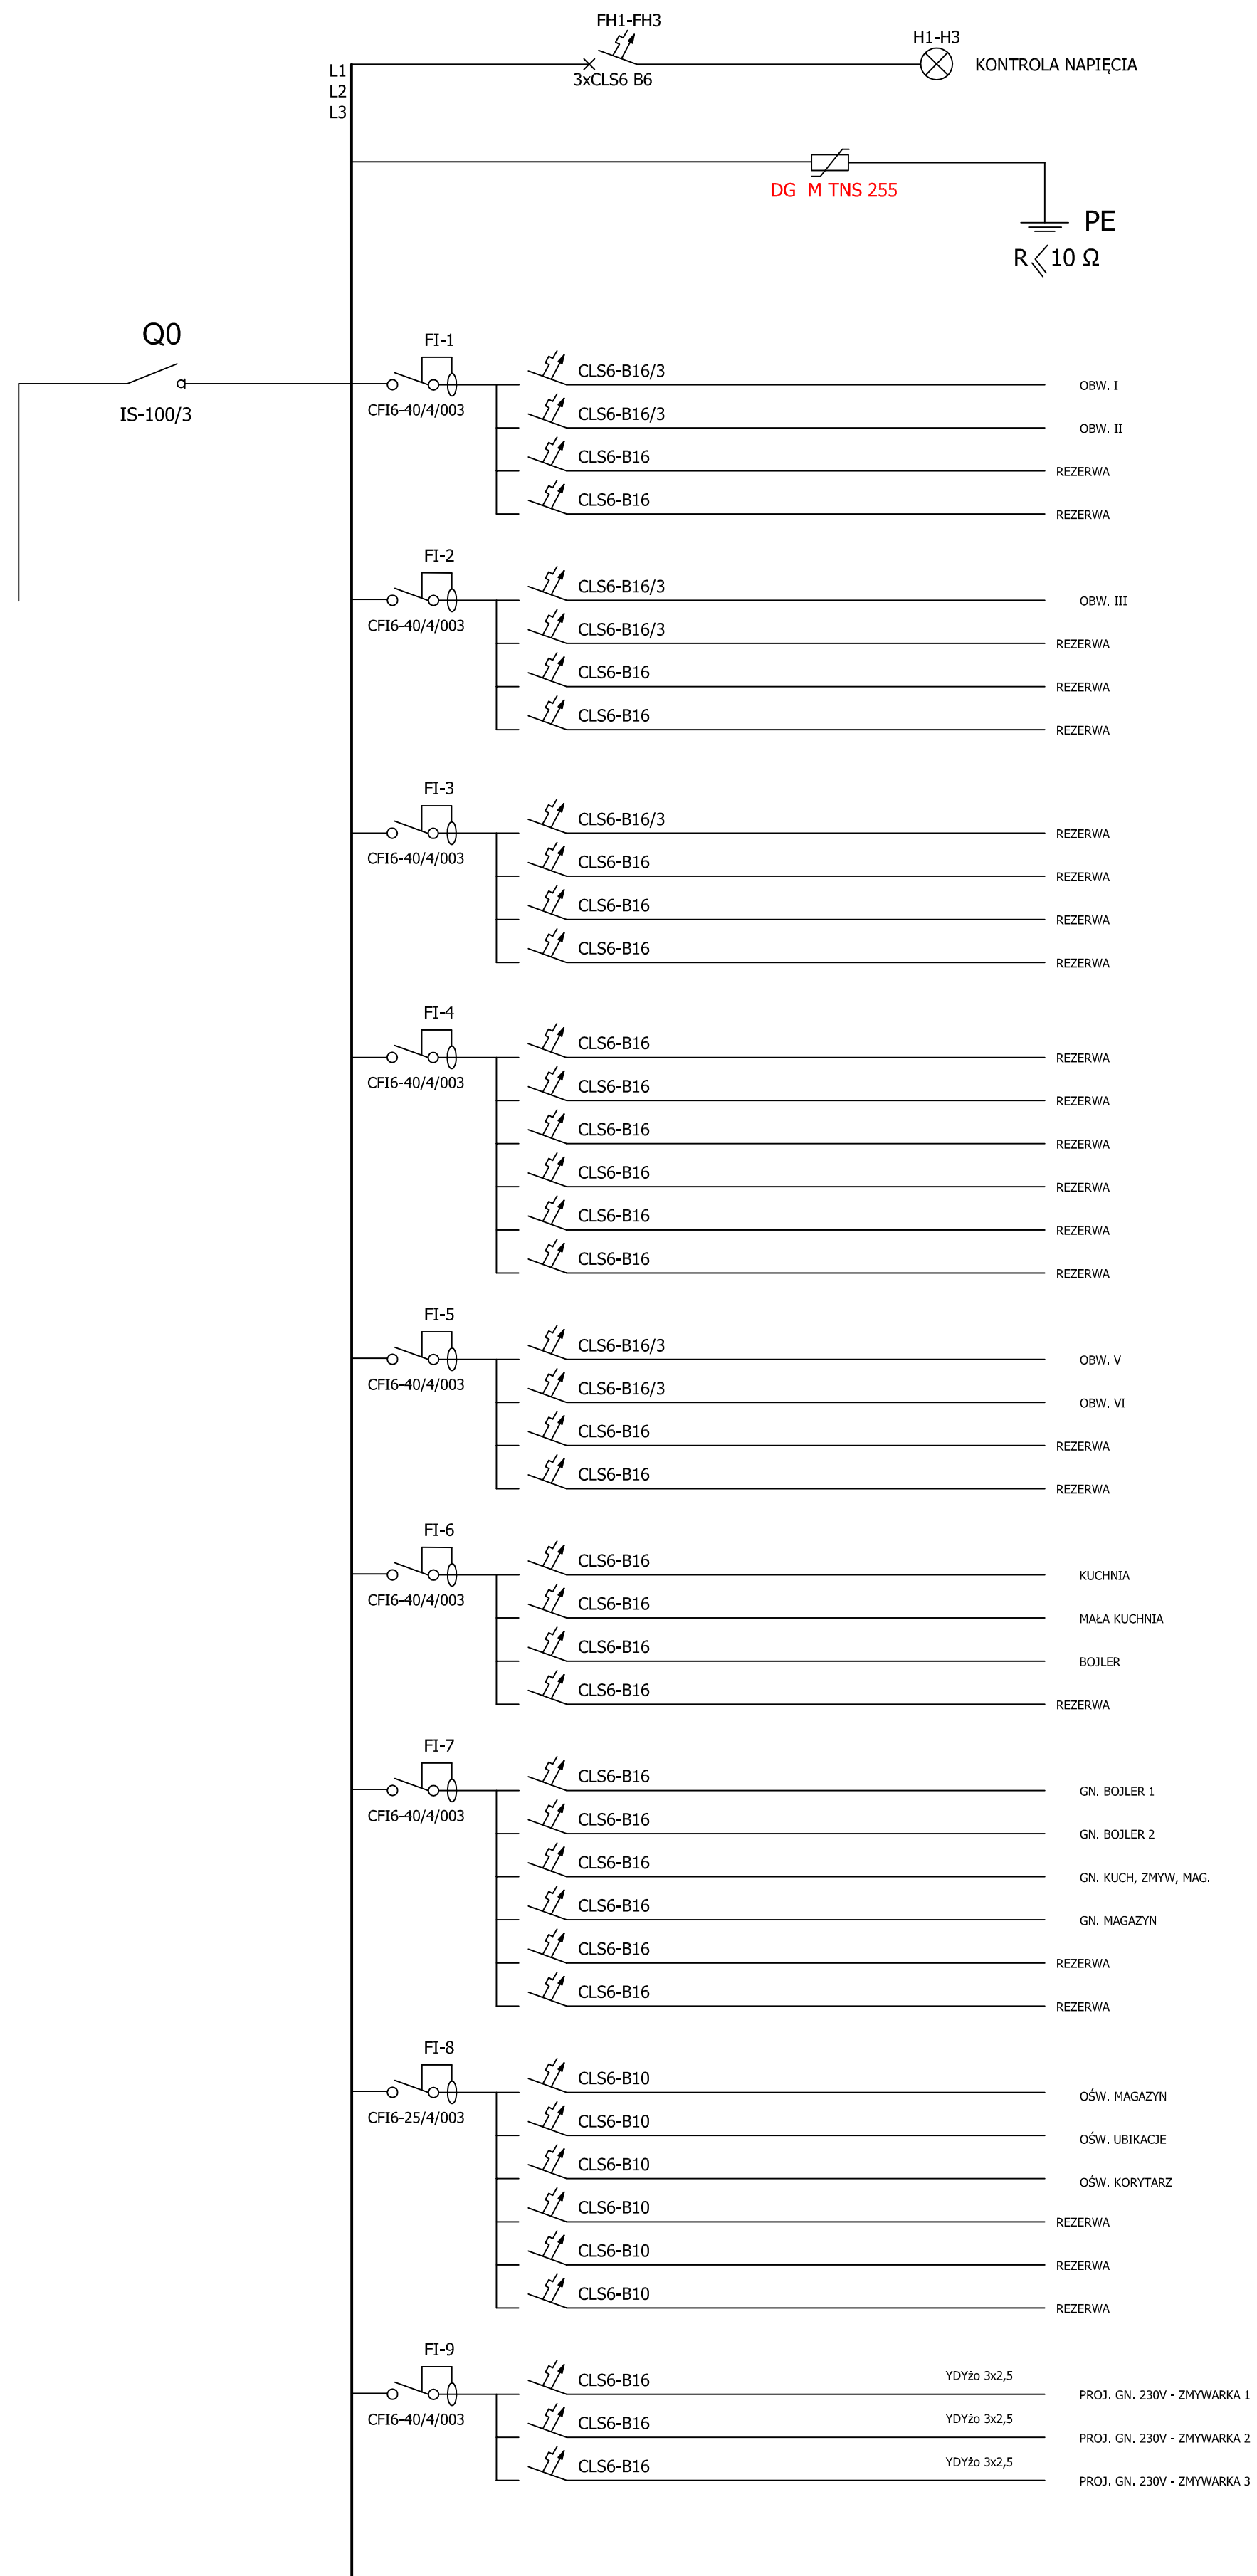 FH1-FH3
H1-H3
L1
KONTROLA NAPIĘCIA
3xCLS6 B6
L2
L3
DG M TNS 255
PE
R ⩽ 10 Ω
Q0
IS-100/3
FI-1
CFI6-40/4/003
CLS6-B16/3 OBW. I
CLS6-B16/3 OBW. II
CLS6-B16 REZERWA
CLS6-B16 REZERWA
FI-2
CFI6-40/4/003
CLS6-B16/3 OBW. III
CLS6-B16/3 REZERWA
CLS6-B16 REZERWA
CLS6-B16 REZERWA
FI-3
CFI6-40/4/003
CLS6-B16/3 REZERWA
CLS6-B16 REZERWA
CLS6-B16 REZERWA
CLS6-B16 REZERWA
FI-4
CFI6-40/4/003
CLS6-B16 REZERWA
CLS6-B16 REZERWA
CLS6-B16 REZERWA
CLS6-B16 REZERWA
CLS6-B16 REZERWA
CLS6-B16 REZERWA
FI-5
CFI6-40/4/003
CLS6-B16/3 OBW. V
CLS6-B16/3 OBW. VI
CLS6-B16 REZERWA
CLS6-B16 REZERWA
FI-6
CFI6-40/4/003
CLS6-B16 KUCHNIA
CLS6-B16 MAŁA KUCHNIA
CLS6-B16 BOJLER
CLS6-B16 REZERWA
FI-7
CFI6-40/4/003
CLS6-B16 GN. BOJLER 1
CLS6-B16 GN. BOJLER 2
CLS6-B16 GN. KUCH, ZMYW, MAG.
CLS6-B16 GN. MAGAZYN
CLS6-B16 REZERWA
CLS6-B16 REZERWA
FI-8
CFI6-25/4/003
CLS6-B10 OŚW. MAGAZYN
CLS6-B10 OŚW. UBIKACJE
CLS6-B10 OŚW. KORYTARZ
CLS6-B10 REZERWA
CLS6-B10 REZERWA
CLS6-B10 REZERWA
FI-9
CFI6-40/4/003
CLS6-B16 YDYżo 3x2,5 PROJ. GN. 230V - ZMYWARKA 1
CLS6-B16 YDYżo 3x2,5 PROJ. GN. 230V - ZMYWARKA 2
CLS6-B16 YDYżo 3x2,5 PROJ. GN. 230V - ZMYWARKA 3